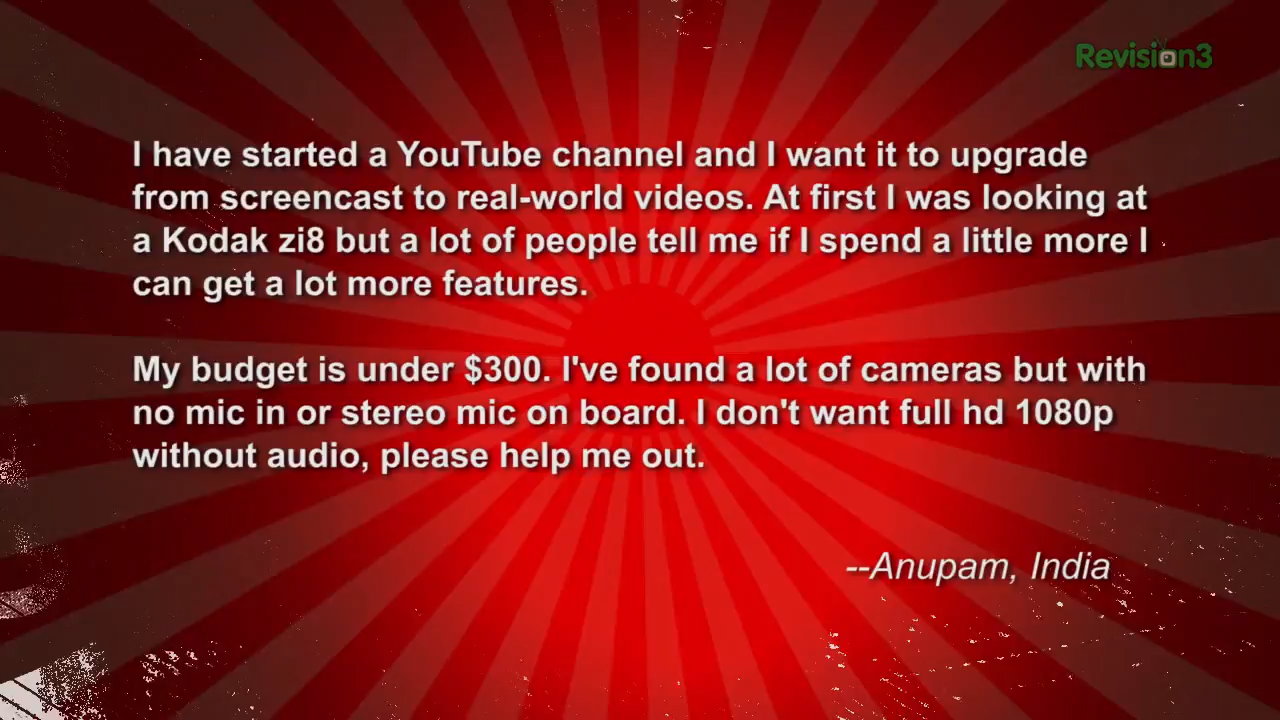 Revision3
I have started a YouTube channel and I want it to upgrade
from screencast to real-world videos. At first I was looking at
a Kodak zi8 but a lot of people tell me if I spend a little more I
can get a lot more features.
My budget is under $300. I've found a lot of cameras but with
no mic in or stereo mic on board. I don't want full hd 1080p
without audio, please help me out.
--Anupam, India